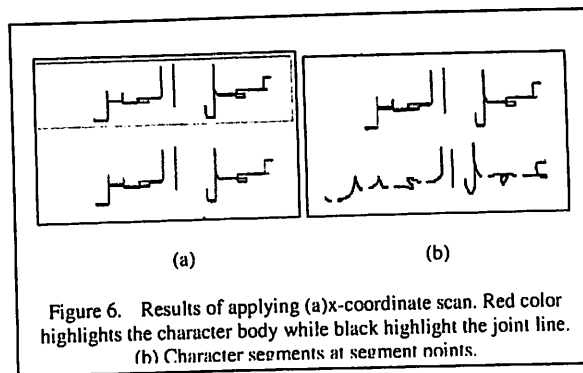 (a)
(b)
Figure 6. Results of applying (a)x-coordinate scan. Red color
highlights the character body while black highlight the joint line.
(b) Character segments at segment points.